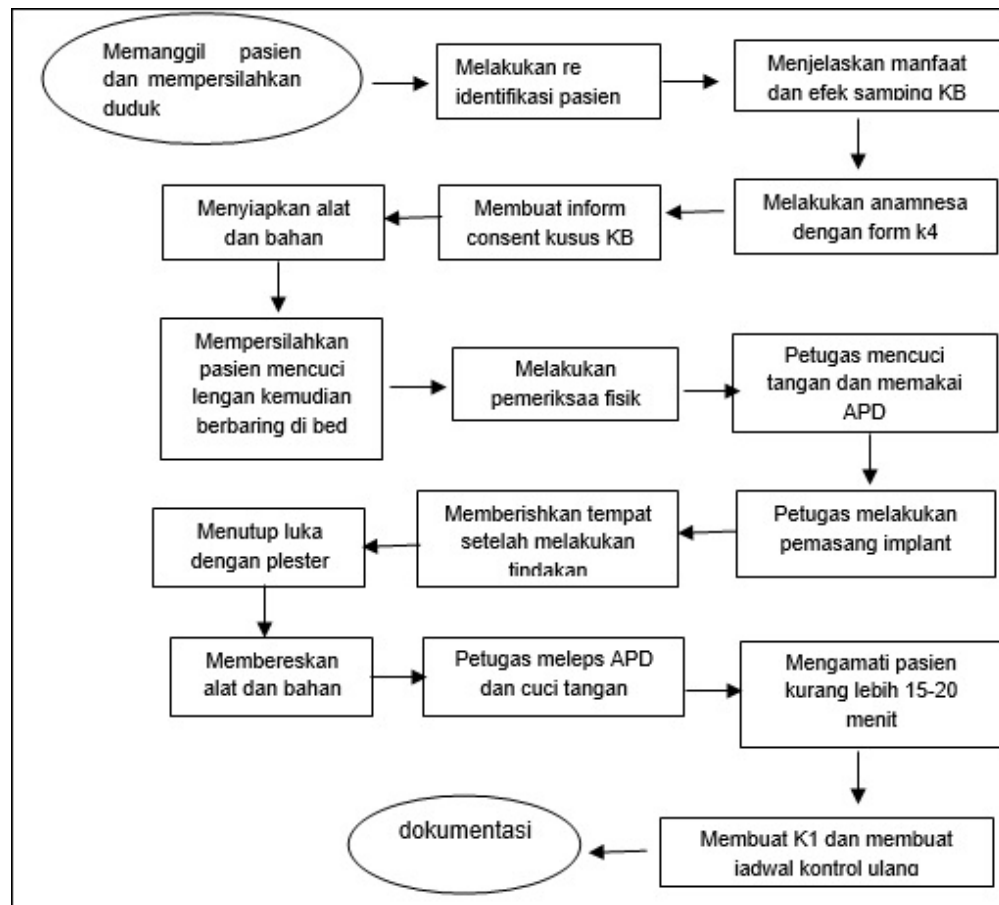 Memanggil pasien
dan mempersilahkan
duduk
Melakukan re
identifikasi pasien
Menjelaskan manfaat
dan efek samping KB
Melakukan anamnesa
dengan form k4
Membuat inform
consent kusus KB
Menyiapkan alat
dan bahan
Mempersilahkan
pasien mencuci
lengan kemudian
berbaring di bed
Melakukan
pemeriksaa fisik
Petugas mencuci
tangan dan memakai
APD
Petugas melakukan
pemasang implant
Memberishkan tempat
setelah melakukan
tindakan
Menutup luka
dengan plester
Membereskan
alat dan bahan
Petugas meleps APD
dan cuci tangan
Mengamati pasien
kurang lebih 15-20
menit
Membuat K1 dan membuat
jadwal kontrol ulang
dokumentasi